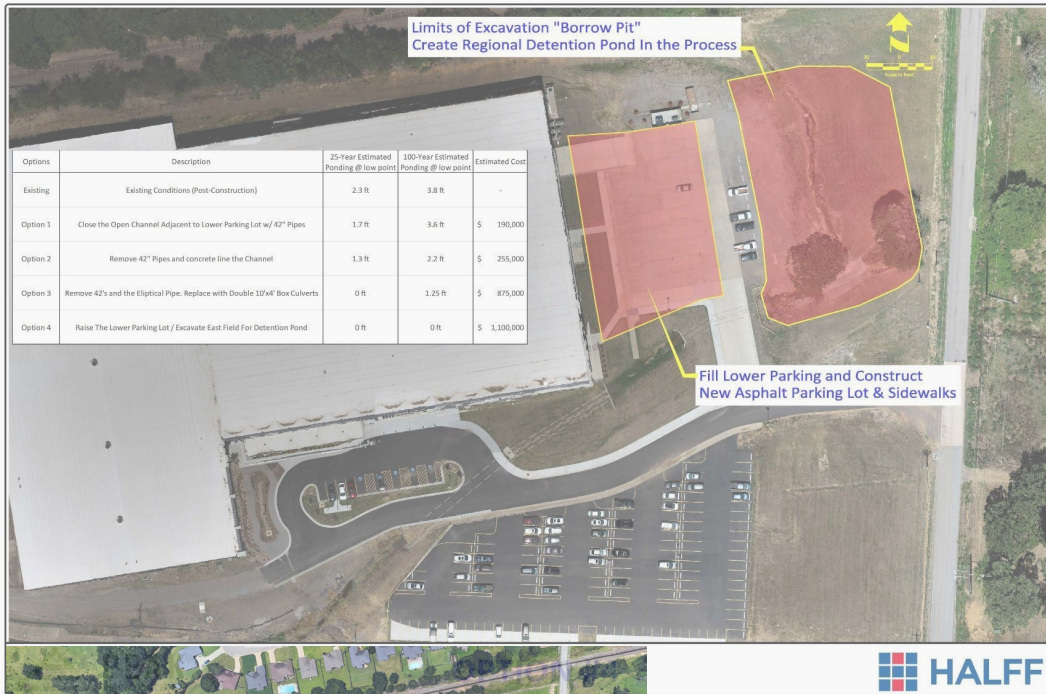 Limits of Excavation "Borrow Pit"
Create Regional Detention Pond In the Process
Scale In Feet
Options Description 25-Year Estimated Ponding @ low point 100-Year Estimated Ponding @ low point Estimated Cost
Existing Existing Conditions (Post-Construction) 2.3 ft 3.8 ft -
Option 1 Close the Open Channel Adjacent to Lower Parking Lot w/ 42" Pipes 1.7 ft 3.6 ft $ 190,000
Option 2 Remove 42" Pipes and concrete line the Channel 1.3 ft 2.2 ft $ 255,000
Option 3 Remove 42's and the Eliptical Pipe. Replace with Double 10'x4' Box Culverts 0 ft 1.25 ft $ 875,000
Option 4 Raise The Lower Parking Lot / Excavate East Field For Detention Pond 0 ft 0 ft $ 1,100,000
Fill Lower Parking and Construct
New Asphalt Parking Lot & Sidewalks
HALFF